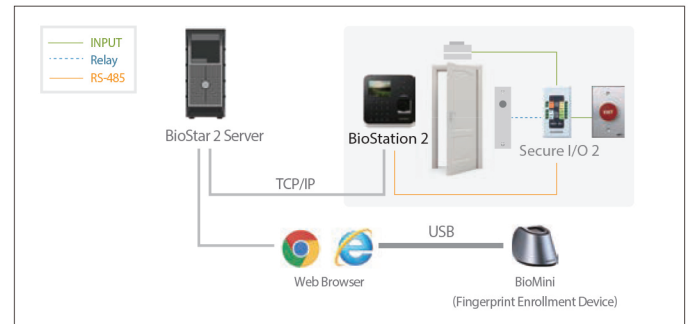 INPUT
Relay
RS-485
BioStar 2 Server
BioStation 2
EXIT
Secure I/O 2
TCP/IP
USB
Web Browser
BioMini
(Fingerprint Enrollment Device)